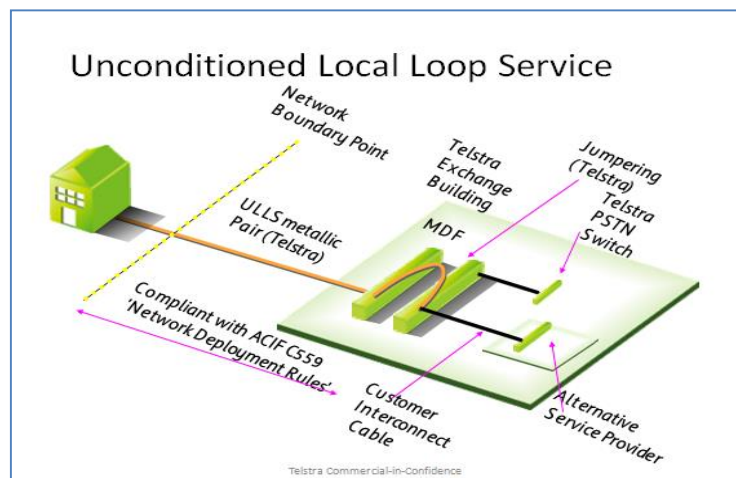 Unconditioned Local Loop Service
Network
Boundary Point
Telstra
Exchange
Building
Jumpering
(Telstra)
Telstra
PSTN
Switch
MDF
ULLS metallic
Pair (Telstra)
Compliant with ACIF C559
'Network Deployment Rules'
Customer
Interconnect
Cable
Alternative
Service Provider
Telstra Commercial-in-Confidence